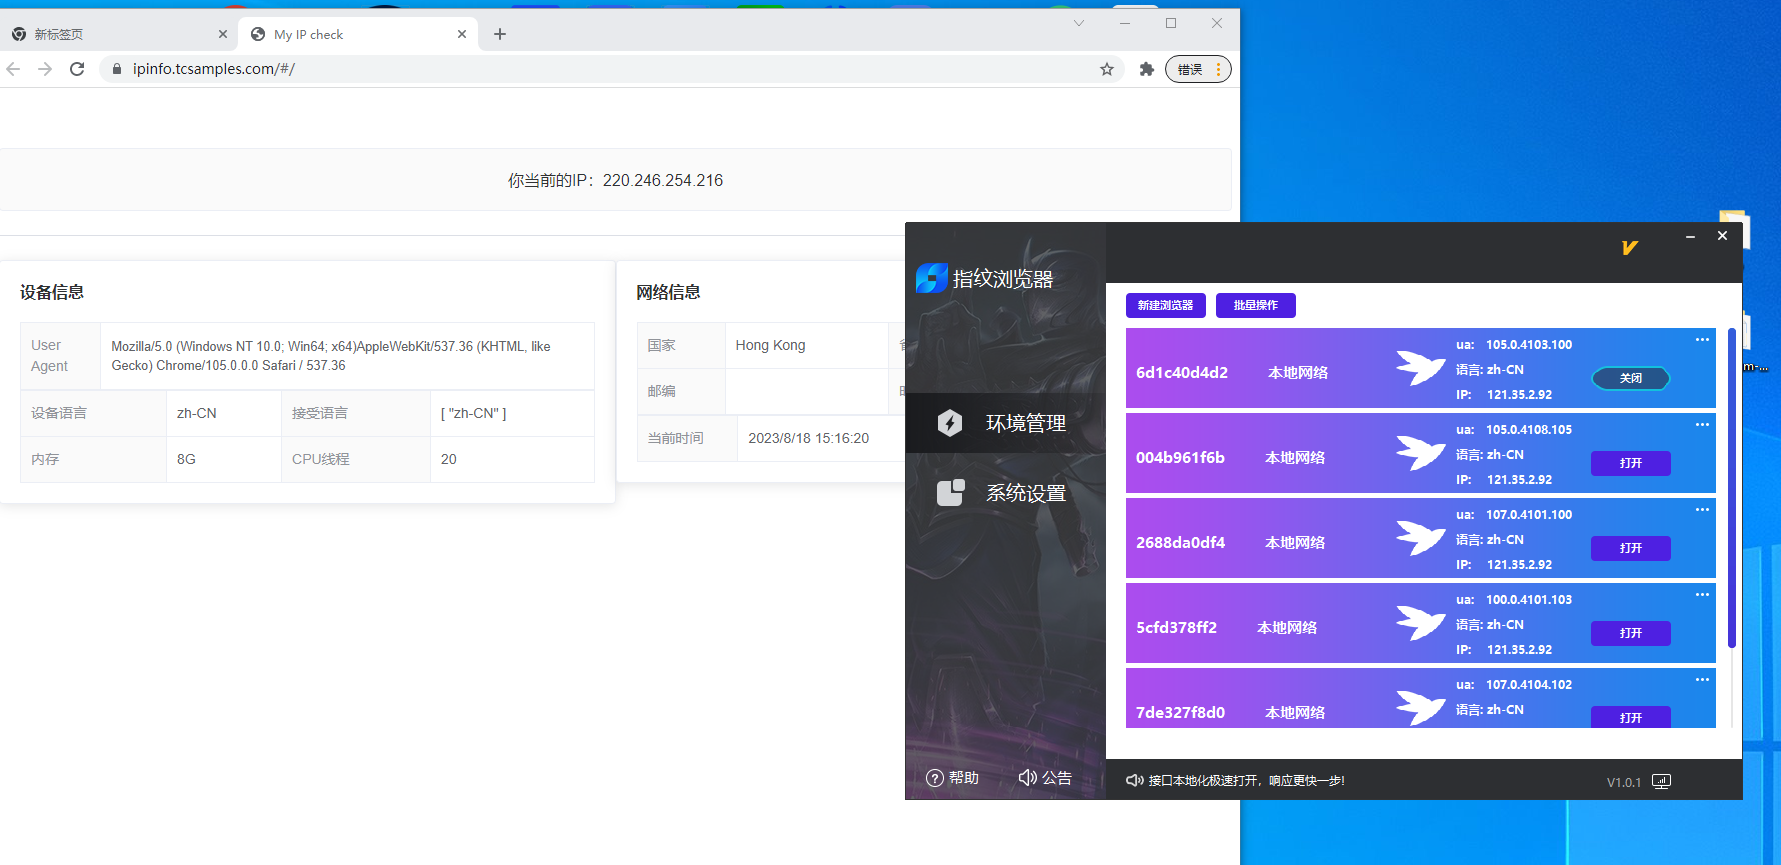 新标签页
My IP check
ipinfo.tcsamples.com/#/
错误
你当前的IP：220.246.254.216
设备信息
User Agent
Mozilla/5.0 (Windows NT 10.0; Win64; x64)AppleWebKit/537.36 (KHTML, like
Gecko) Chrome/105.0.0.0 Safari / 537.36
设备语言 zh-CN 接受语言 [ "zh-CN" ]
内存 8G CPU线程 20
网络信息
国家 Hong Kong
邮编
当前时间 2023/8/18 15:16:20
指纹浏览器
环境管理
系统设置
帮助 公告
新建浏览器 批量操作
6d1c40d4d2 本地网络
ua: 105.0.4103.100
语言: zh-CN
IP: 121.35.2.92
关闭
004b961f6b 本地网络
ua: 105.0.4108.105
语言: zh-CN
IP: 121.35.2.92
打开
2688da0df4 本地网络
ua: 107.0.4101.100
语言: zh-CN
IP: 121.35.2.92
打开
5cfd378ff2 本地网络
ua: 100.0.4101.103
语言: zh-CN
IP: 121.35.2.92
打开
7de327f8d0 本地网络
ua: 107.0.4104.102
语言: zh-CN
打开
接口本地化极速打开，响应更快一步!
V1.0.1
m-...